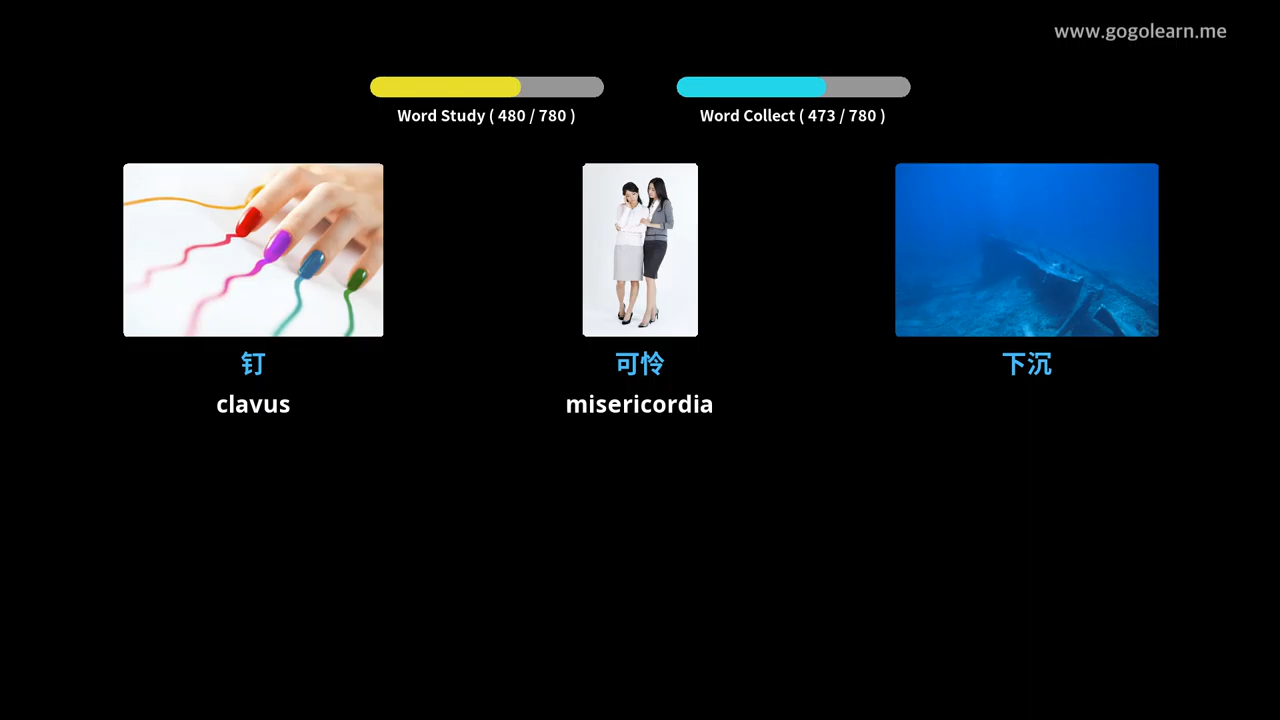 www.gogolearn.me
Word Study ( 480 / 780 )
Word Collect ( 473 / 780 )
钉
可怜
下沉
clavus
misericordia